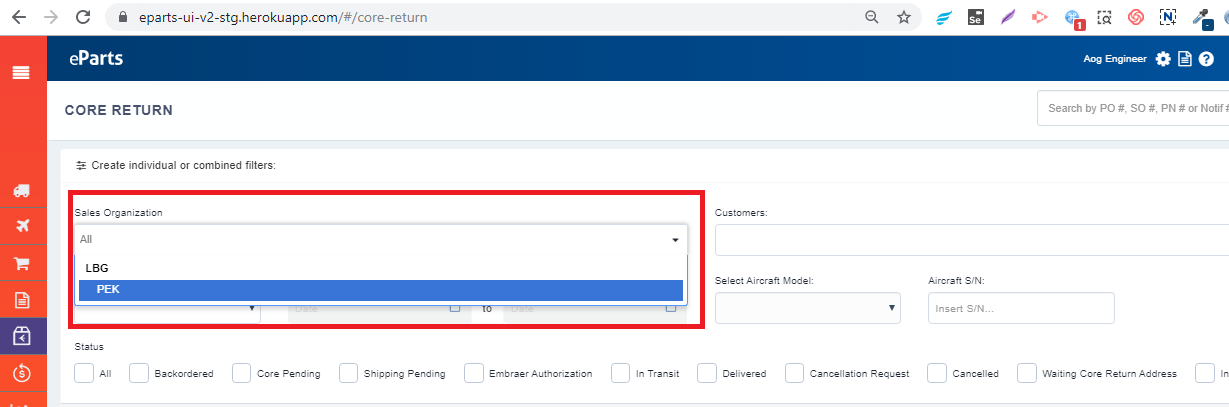 eparts-ui-v2-stg.herokuapp.com/#/core-return
Se
N
1
-
eParts
Aog Engineer
?
CORE RETURN
Search by PO #, SO #, PN # or Notif #
Create individual or combined filters:
Sales Organization
Customers:
All
LBG
PEK
Select Aircraft Model:
Aircraft S/N:
Date
to
Date
Insert S/N...
Status
All
Backordered
Core Pending
Shipping Pending
Embraer Authorization
In Transit
Delivered
Cancellation Request
Cancelled
Waiting Core Return Address
In